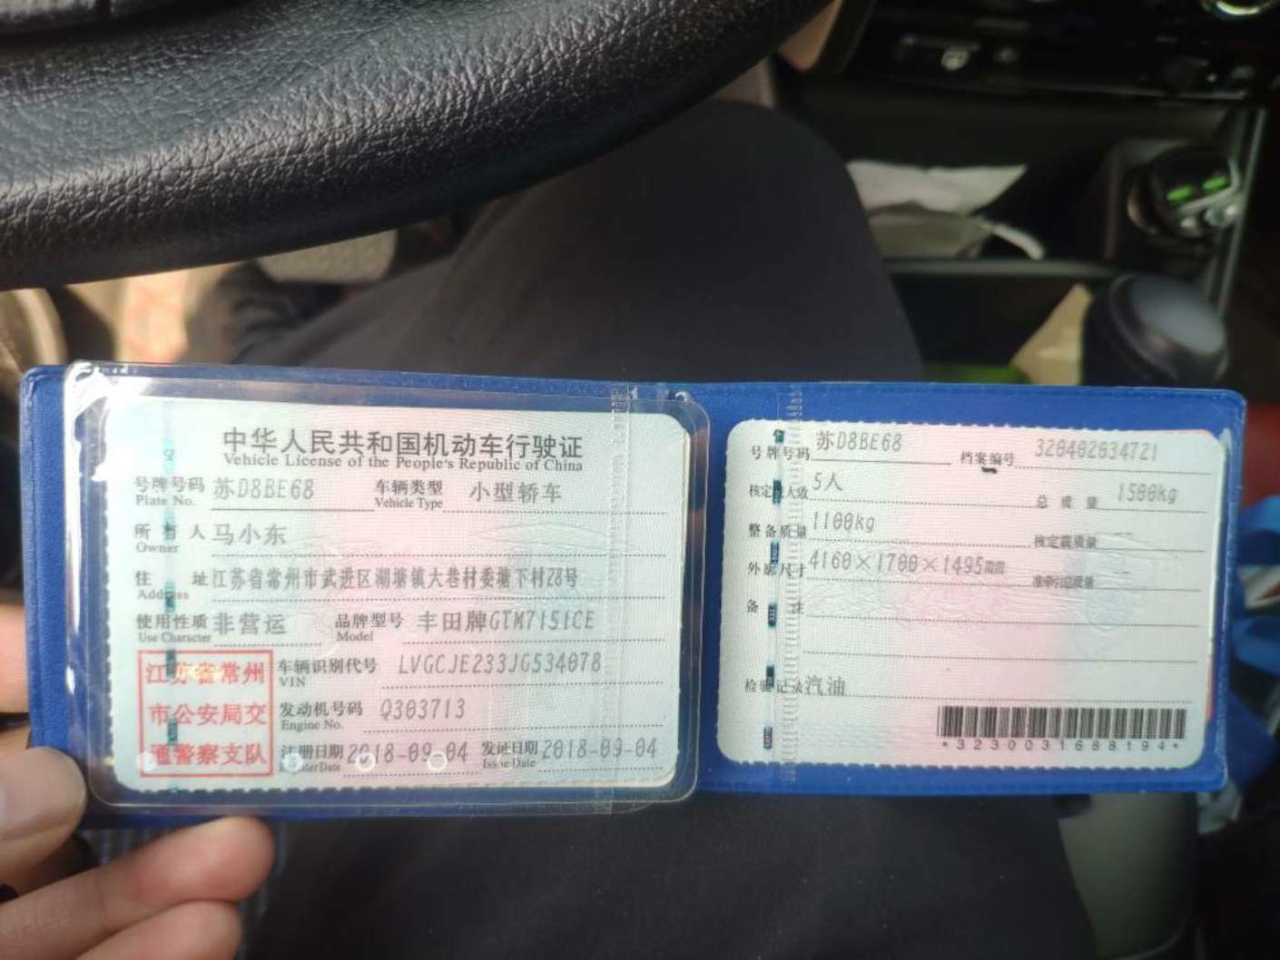 中华人民共和国机动车行驶证
Vehicle License of the People's Republic of China
号牌号码 苏D8BE68 车辆类型 小型轿车
Plate No. Vehicle Type
所有人 马小东
Owner
住址 江苏省常州市武进区湖塘镇大巷村委塘下村28号
Address
使用性质 非营运 品牌型号 丰田牌GTM7151CE
Use Character Model
江苏省常州
市公安局交
通警察支队
车辆识别代号 LVGCJE233JG534078
VIN
发动机号码 Q303713
Engine No.
注册日期 2018-09-04 发证日期 2018-09-04
Register Date Issue Date
号牌号码 苏D8BE68 档案编号 320402034721
核定载人数 5人 总质量 1500kg
整备质量 1100kg 核定载质量 --
外廓尺寸 4160×1700×1495mm 准牵引总质量 --
备注
检验记录 汽油
*3230031688194*